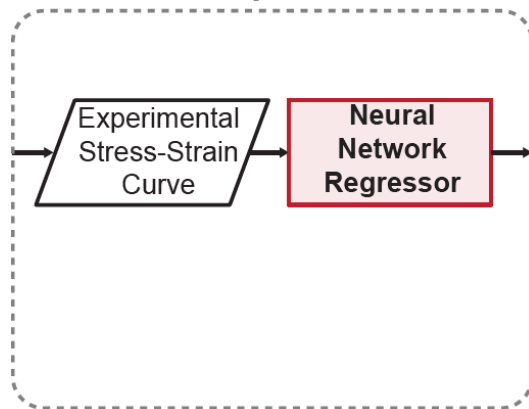 Experimental
Stress-Strain
Curve
Neural
Network
Regressor